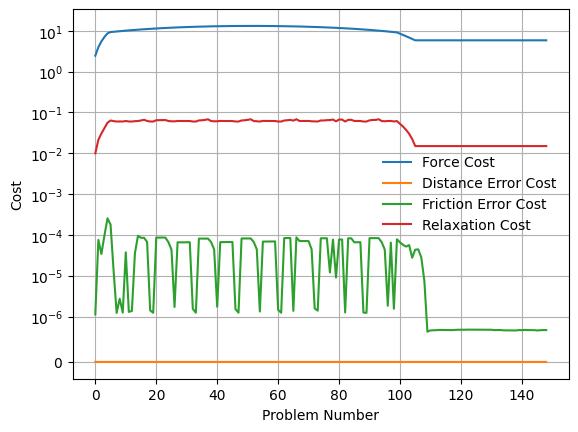 10¹
10⁰
10⁻¹
10⁻²
10⁻³
10⁻⁴
10⁻⁵
10⁻⁶
0
Cost
Force Cost
Distance Error Cost
Friction Error Cost
Relaxation Cost
0 20 40 60 80 100 120 140
Problem Number